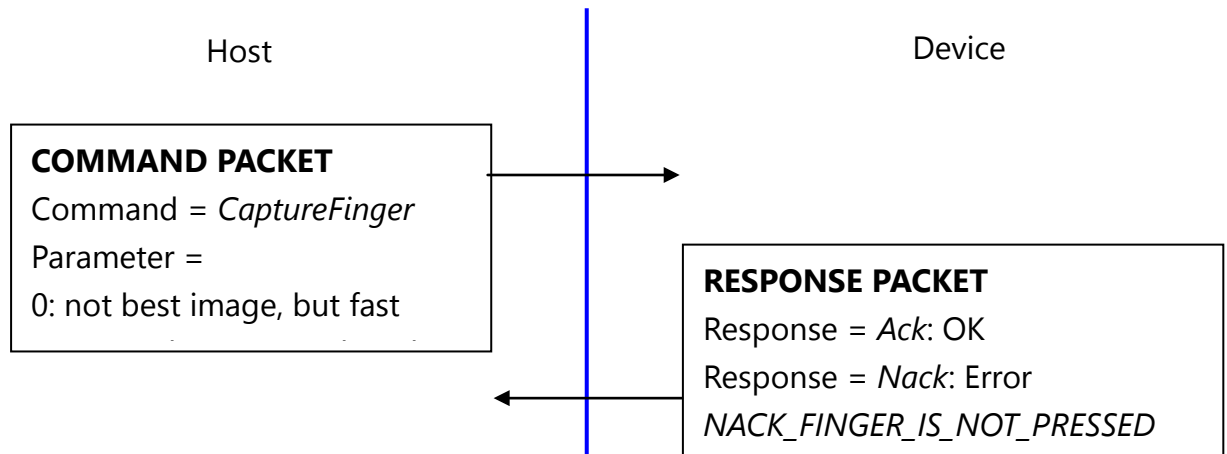 Host
Device
COMMAND PACKET
Command = CaptureFinger
Parameter =
0: not best image, but fast
RESPONSE PACKET
Response = Ack: OK
Response = Nack: Error
NACK_FINGER_IS_NOT_PRESSED